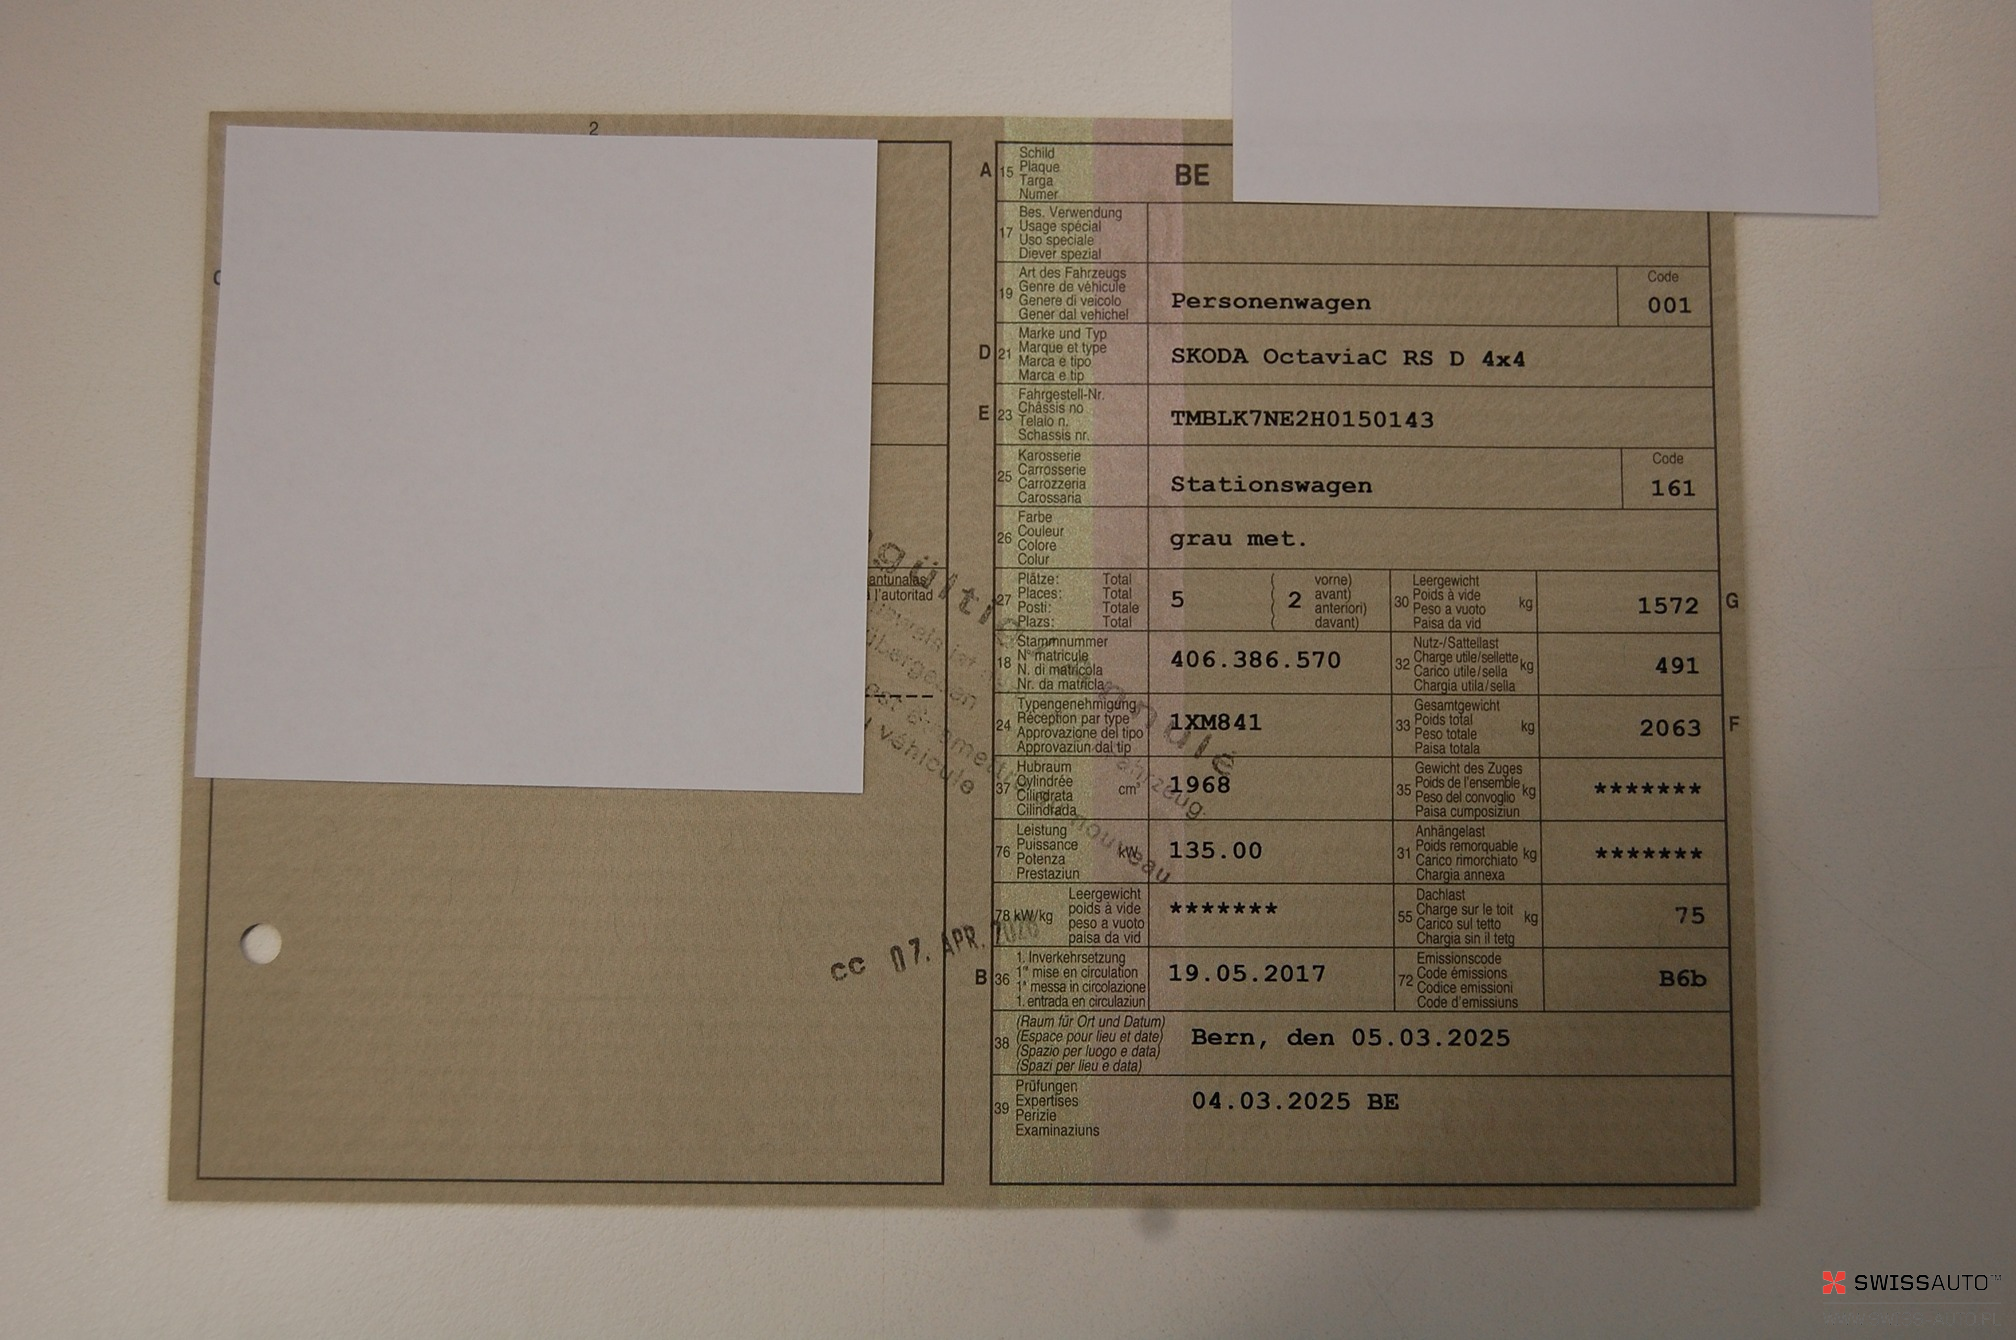 2
A 15 Schild
Plaque
Targa
Numer
BE
17 Bes. Verwendung
Usage spécial
Uso speciale
Diever spezial
19 Art des Fahrzeugs
Genre de véhicule
Genere di veicolo
Gener dal vehichel
Personenwagen
Code
001
D 21 Marke und Typ
Marque et type
Marca e tipo
Marca e tip
SKODA OctaviaC RS D 4x4
E 23 Fahrgestell-Nr.
Châssis no
Telaio n.
Schassis nr.
TMBLK7NE2H0150143
25 Karosserie
Carrosserie
Carrozzeria
Carossaria
Stationswagen
Code
161
26 Farbe
Couleur
Colore
Colur
grau met.
27 Plätze: Total
Places: Total
Posti: Totale
Plazs: Total
5 ( 2 vorne)
avant)
anteriori)
davant)
30 Leergewicht
Poids à vide
Peso a vuoto
Paisa da vid
kg
1572 G
18 Stammnummer
N° matricule
N. di matricola
Nr. da matricla
406.386.570
32 Nutz-/Sattellast
Charge utile/sellette
Carico utile/sella
Chargia utila/sella
kg
491
24 Typengenehmigung
Réception par type
Approvazione del tipo
Approvaziun dal tip
1XM841
33 Gesamtgewicht
Poids total
Peso totale
Paisa totala
kg
2063 F
37 Hubraum
Cylindrée
Cilindrata
Cilindrada
cm³
1968
35 Gewicht des Zuges
Poids de l'ensemble
Peso del convoglio
Paisa cumposiziun
kg
*******
76 Leistung
Puissance
Potenza
Prestaziun
kW
135.00
31 Anhängelast
Poids remorquable
Carico rimorchiato
Chargia annexa
kg
*******
78 kW/kg Leergewicht
poids à vide
peso a vuoto
paisa da vid
*******
55 Dachlast
Charge sur le toit
Carico sul tetto
Chargia sin il tetg
kg
75
B 36 1. Inverkehrsetzung
1re mise en circulation
1a messa in circolazione
1. entrada en circulaziun
19.05.2017
72 Emissionscode
Code émissions
Codice emissioni
Code d'emissiuns
B6b
38 (Raum für Ort und Datum)
(Espace pour lieu et date)
(Spazio per luogo e data)
(Spazi per lieu e data)
Bern, den 05.03.2025
39 Prüfungen
Expertises
Perizie
Examinaziuns
04.03.2025 BE
antunalas
l'autoritad
annulé
véhicule
nouveau
cc 07. APR. 2026
SWISSAUTO™